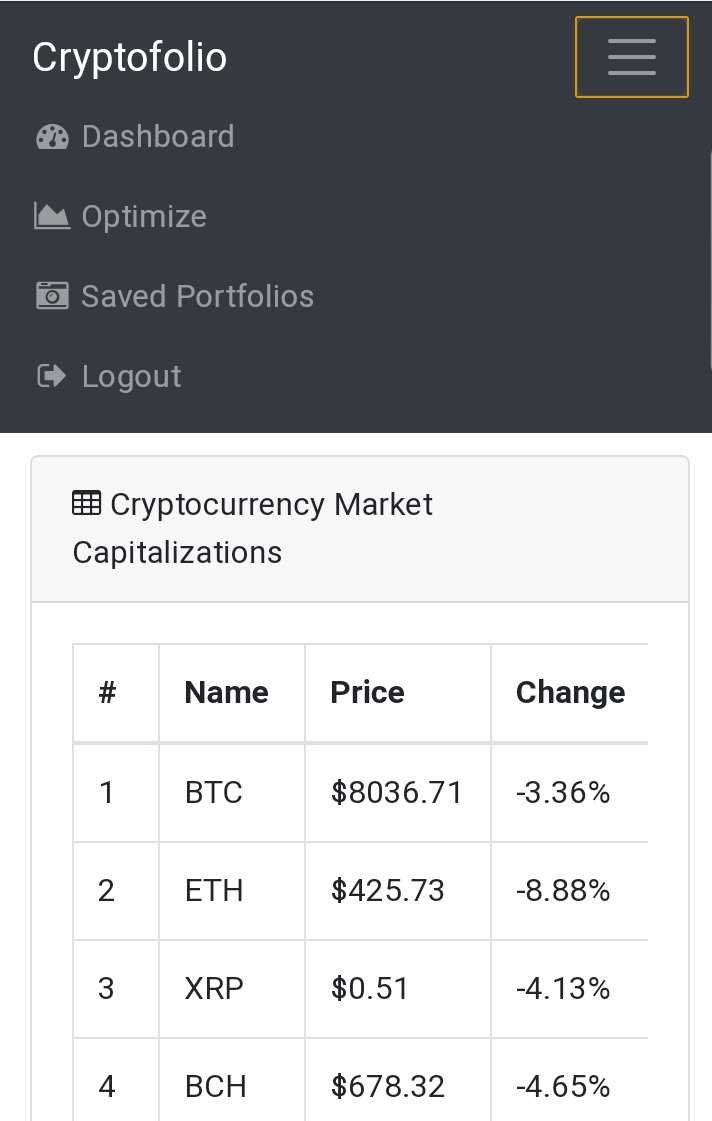 Cryptofolio
Dashboard
Optimize
Saved Portfolios
Logout
Cryptocurrency Market
Capitalizations
# Name Price Change
1 BTC $8036.71 -3.36%
2 ETH $425.73 -8.88%
3 XRP $0.51 -4.13%
4 BCH $678.32 -4.65%